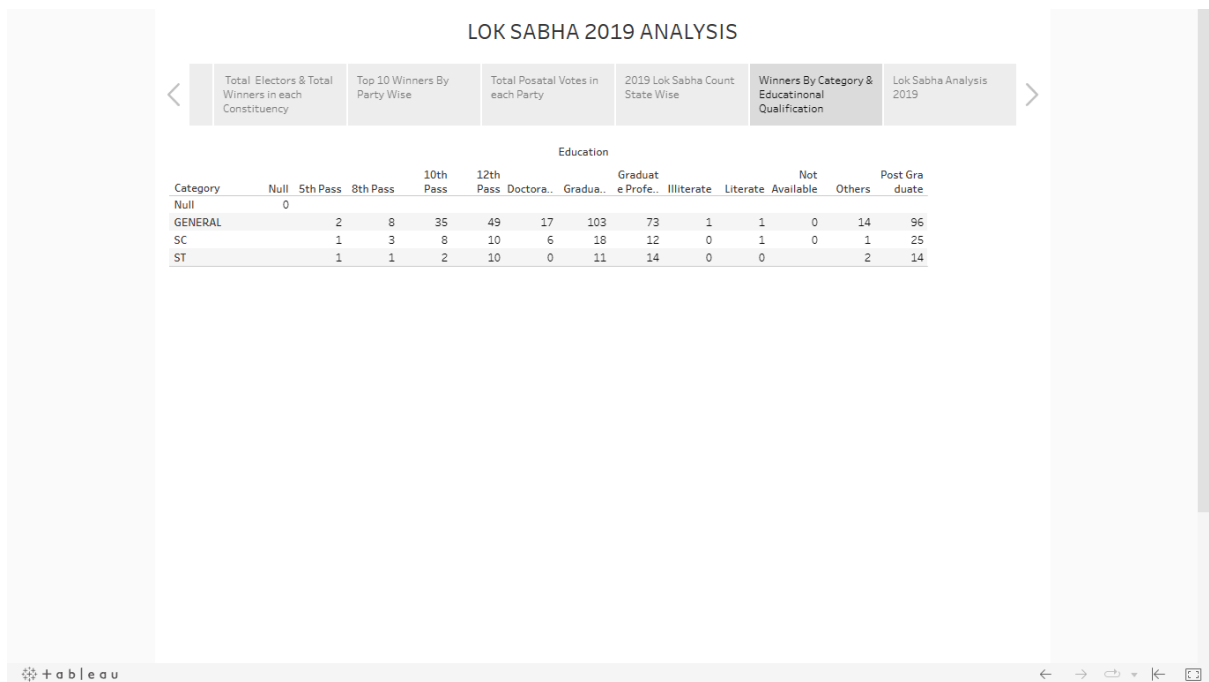 LOK SABHA 2019 ANALYSIS
Total Electors & Total Winners in each Constituency
Top 10 Winners By Party Wise
Total Posatal Votes in each Party
2019 Lok Sabha Count State Wise
Winners By Category & Educatinonal Qualification
Lok Sabha Analysis 2019
Education
Category Null 5th Pass 8th Pass 10th Pass 12th Pass Doctora.. Gradua.. Graduat e Profe.. Illiterate Literate Not Available Others Post Gra duate
Null 0
GENERAL 2 8 35 49 17 103 73 1 1 0 14 96
SC 1 3 8 10 6 18 12 0 1 0 1 25
ST 1 1 2 10 0 11 14 0 0 2 14
+ a b | e a u